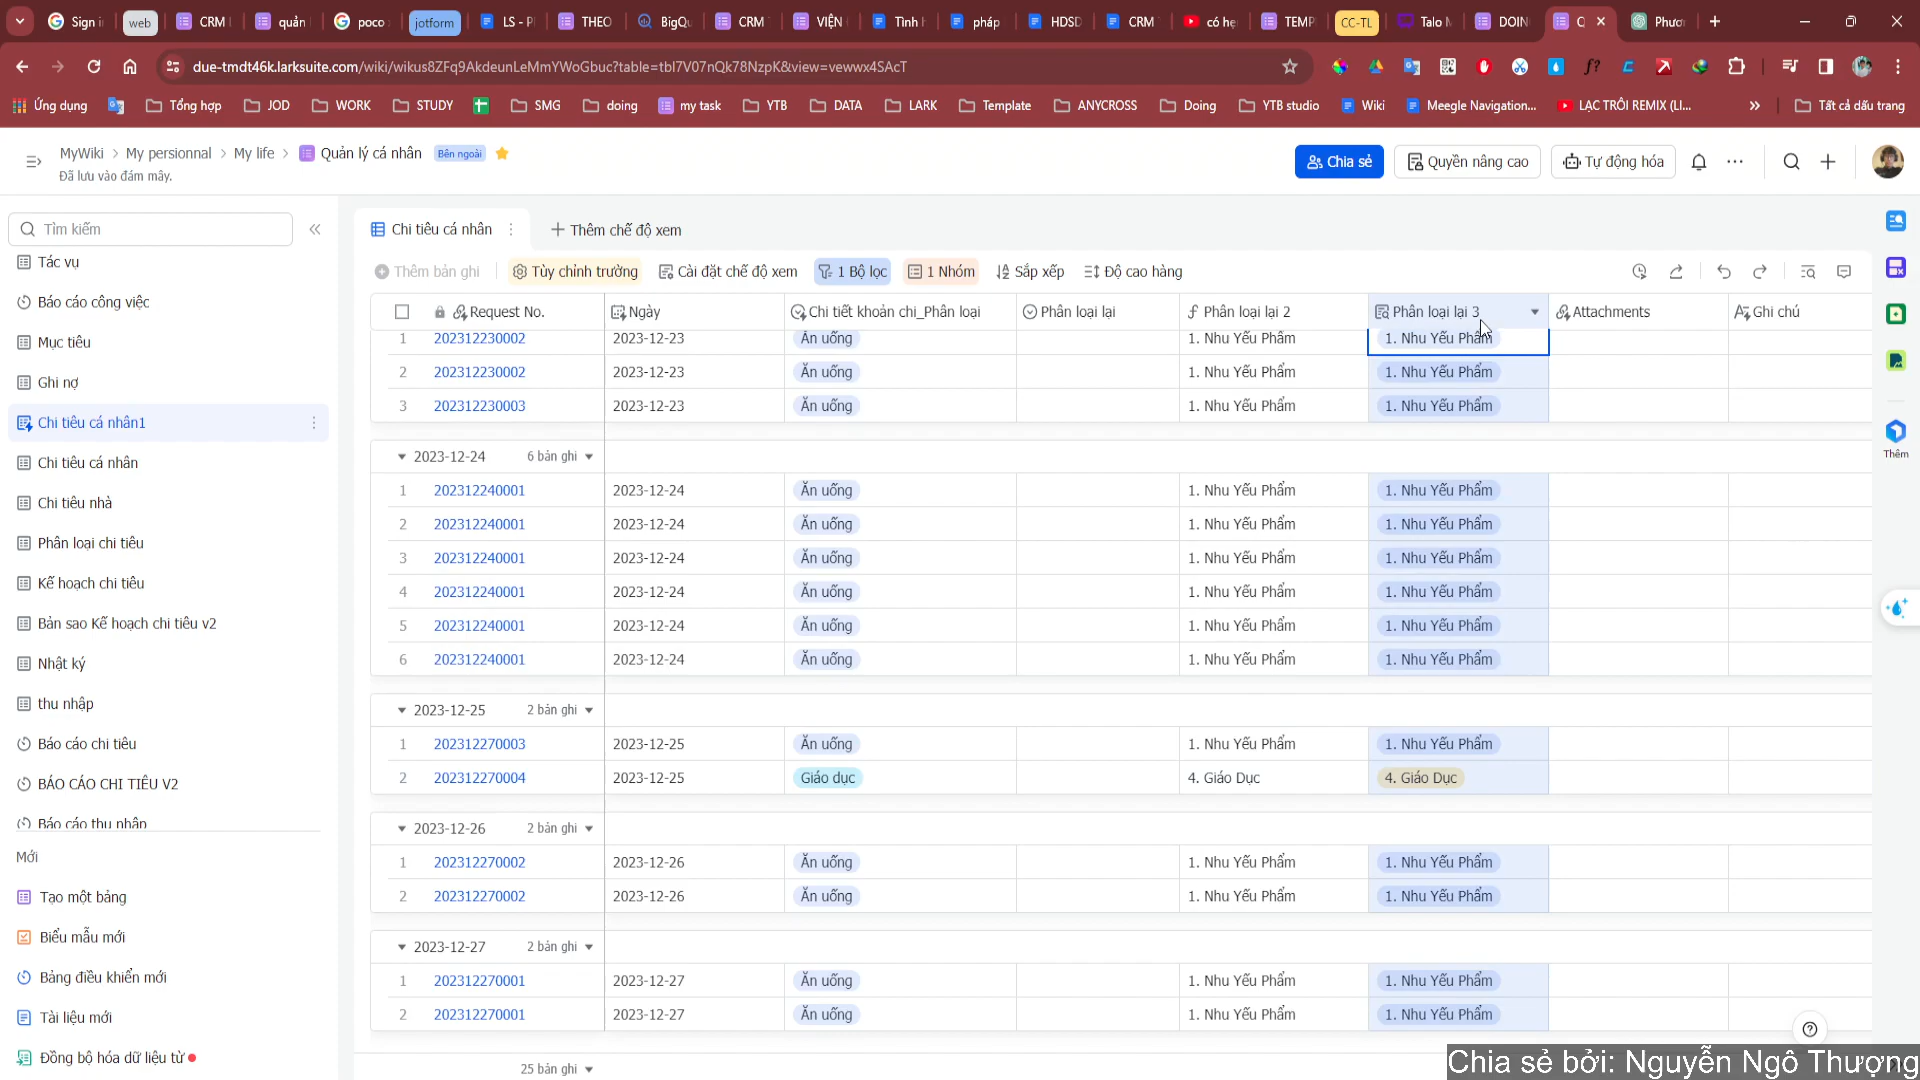 Sign in
web
CRM
quản
poco
jotform
LS - P
THEO
BigQu
CRM
VIỆN
Tình
pháp
HDSD
CRM
có hẹ
TEMP
CC-TL
Talo M
DOIN
Q
Phươ
due-tmdt46k.larksuite.com/wiki/wikus8ZFq9AkdeunLeMmYWoGbuc?table=tbl7V07nQk78NzpK&view=vewwx4SAcT
Ứng dụng
Tổng hợp
JOD
WORK
STUDY
SMG
doing
my task
YTB
DATA
LARK
Template
ANYCROSS
Doing
YTB studio
Wiki
Meegle Navigation...
LẠC TRÔI REMIX (LI...
Tất cả dấu trang
MyWiki > My persionnal > My life > Quản lý cá nhân Bên ngoài
Đã lưu vào đám mây.
Chia sẻ
Quyền nâng cao
Tự động hóa
Tìm kiếm
Tác vụ
Báo cáo công việc
Mục tiêu
Ghi nợ
Chi tiêu cá nhân1
Chi tiêu cá nhân
Chi tiêu nhà
Phân loại chi tiêu
Kế hoạch chi tiêu
Bản sao Kế hoạch chi tiêu v2
Nhật ký
thu nhập
Báo cáo chi tiêu
BÁO CÁO CHI TIÊU V2
Báo cáo thu nhập
Mới
Tạo một bảng
Biểu mẫu mới
Bảng điều khiển mới
Tài liệu mới
Đồng bộ hóa dữ liệu từ
Chi tiêu cá nhân
Thêm chế độ xem
Thêm bản ghi
Tùy chỉnh trường
Cài đặt chế độ xem
1 Bộ lọc
1 Nhóm
Sắp xếp
Độ cao hàng
Request No. Ngày Chi tiết khoản chi_Phân loại Phân loại lại Phân loại lại 2 Phân loại lại 3 Attachments Ghi chú
1 202312230002 2023-12-23 Ăn uống 1. Nhu Yếu Phẩm 1. Nhu Yếu Phẩm
2 202312230002 2023-12-23 Ăn uống 1. Nhu Yếu Phẩm 1. Nhu Yếu Phẩm
3 202312230003 2023-12-23 Ăn uống 1. Nhu Yếu Phẩm 1. Nhu Yếu Phẩm
2023-12-24 6 bản ghi
1 202312240001 2023-12-24 Ăn uống 1. Nhu Yếu Phẩm 1. Nhu Yếu Phẩm
2 202312240001 2023-12-24 Ăn uống 1. Nhu Yếu Phẩm 1. Nhu Yếu Phẩm
3 202312240001 2023-12-24 Ăn uống 1. Nhu Yếu Phẩm 1. Nhu Yếu Phẩm
4 202312240001 2023-12-24 Ăn uống 1. Nhu Yếu Phẩm 1. Nhu Yếu Phẩm
5 202312240001 2023-12-24 Ăn uống 1. Nhu Yếu Phẩm 1. Nhu Yếu Phẩm
6 202312240001 2023-12-24 Ăn uống 1. Nhu Yếu Phẩm 1. Nhu Yếu Phẩm
2023-12-25 2 bản ghi
1 202312270003 2023-12-25 Ăn uống 1. Nhu Yếu Phẩm 1. Nhu Yếu Phẩm
2 202312270004 2023-12-25 Giáo dục 4. Giáo Dục 4. Giáo Dục
2023-12-26 2 bản ghi
1 202312270002 2023-12-26 Ăn uống 1. Nhu Yếu Phẩm 1. Nhu Yếu Phẩm
2 202312270002 2023-12-26 Ăn uống 1. Nhu Yếu Phẩm 1. Nhu Yếu Phẩm
2023-12-27 2 bản ghi
1 202312270001 2023-12-27 Ăn uống 1. Nhu Yếu Phẩm 1. Nhu Yếu Phẩm
2 202312270001 2023-12-27 Ăn uống 1. Nhu Yếu Phẩm 1. Nhu Yếu Phẩm
25 bản ghi
Thêm
Chia sẻ bởi: Nguyễn Ngô Thượng